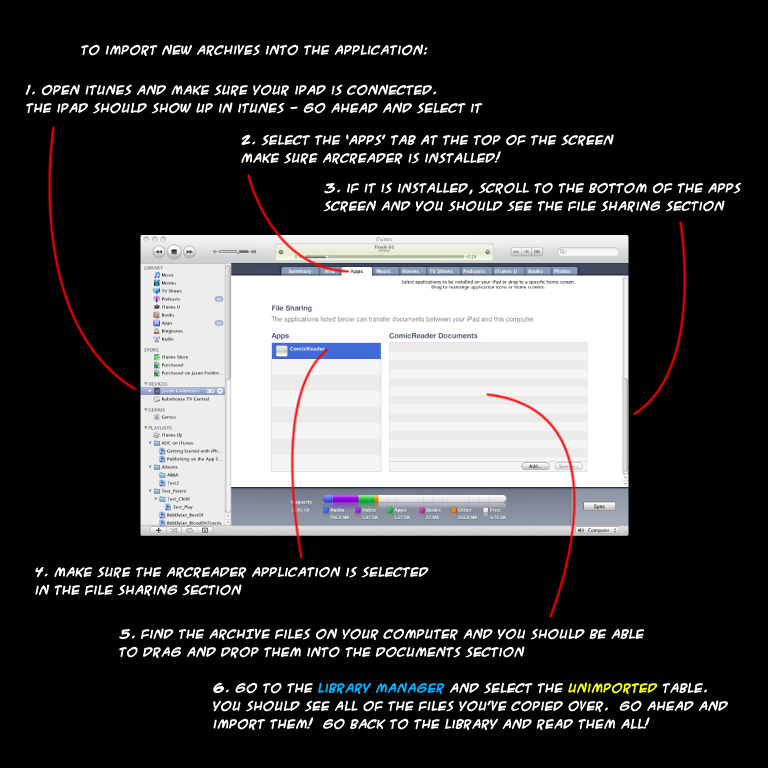 TO IMPORT NEW ARCHIVES INTO THE APPLICATION:
1. OPEN ITUNES AND MAKE SURE YOUR IPAD IS CONNECTED.
THE IPAD SHOULD SHOW UP IN ITUNES - GO AHEAD AND SELECT IT
2. SELECT THE 'APPS' TAB AT THE TOP OF THE SCREEN
MAKE SURE ARCREADER IS INSTALLED!
3. IF IT IS INSTALLED, SCROLL TO THE BOTTOM OF THE APPS
SCREEN AND YOU SHOULD SEE THE FILE SHARING SECTION
iTunes
Track 01
Summary Info Apps Music Movies TV Shows Podcasts iTunes U Books Photos
Select applications to be installed on your iPad or drag to a specific home screen.
Drag to rearrange application icons or home screens.
LIBRARY
Music
Movies
TV Shows
Podcasts
iTunes U
Books
Apps
Ringtones
Radio
STORE
iTunes Store
Purchased
Purchased on Jason Fieldm...
DEVICES
Rubehouse TV Central
GENIUS
Genius
PLAYLISTS
iTunes DJ
ADC on iTunes
Getting Started with iPh...
Publishing on the App S...
Albums
ABBA
Test2
Test_Parent
Test_Child
Test_Play
BobDylan_BestOf
BobDylan_BloodOnTracks
File Sharing
The applications listed below can transfer documents between your iPad and this computer.
Apps
ComicReader Documents
ComicReader
Add...
Capacity
Audio Video Apps Books Other Free
Sync
Computer
4. MAKE SURE THE ARCREADER APPLICATION IS SELECTED
IN THE FILE SHARING SECTION
5. FIND THE ARCHIVE FILES ON YOUR COMPUTER AND YOU SHOULD BE ABLE
TO DRAG AND DROP THEM INTO THE DOCUMENTS SECTION
6. GO TO THE LIBRARY MANAGER AND SELECT THE UNIMPORTED TABLE.
YOU SHOULD SEE ALL OF THE FILES YOU'VE COPIED OVER. GO AHEAD AND
IMPORT THEM! GO BACK TO THE LIBRARY AND READ THEM ALL!